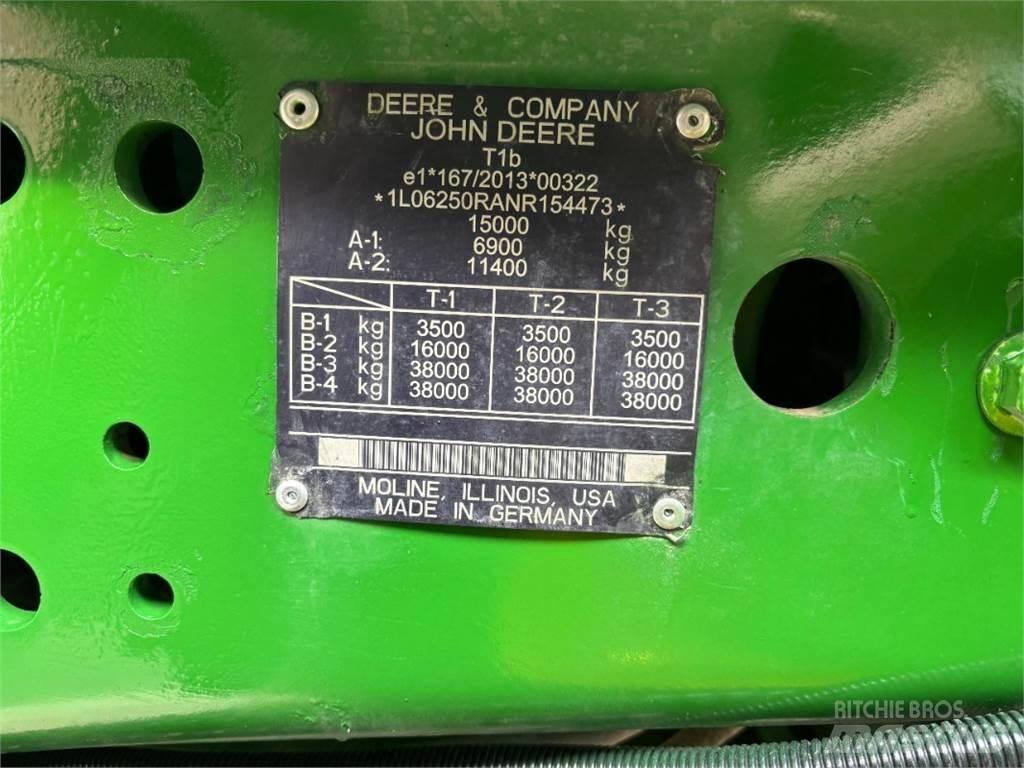 DEERE & COMPANY
JOHN DEERE
T1b
e1*167/2013*00322
*1L06250RANR154473*
15000 kg
A-1: 6900 kg
A-2: 11400 kg
T-1 T-2 T-3
B-1 kg 3500 3500 3500
B-2 kg 16000 16000 16000
B-3 kg 38000 38000 38000
B-4 kg 38000 38000 38000
MOLINE, ILLINOIS, USA
MADE IN GERMANY
RITCHIE BROS